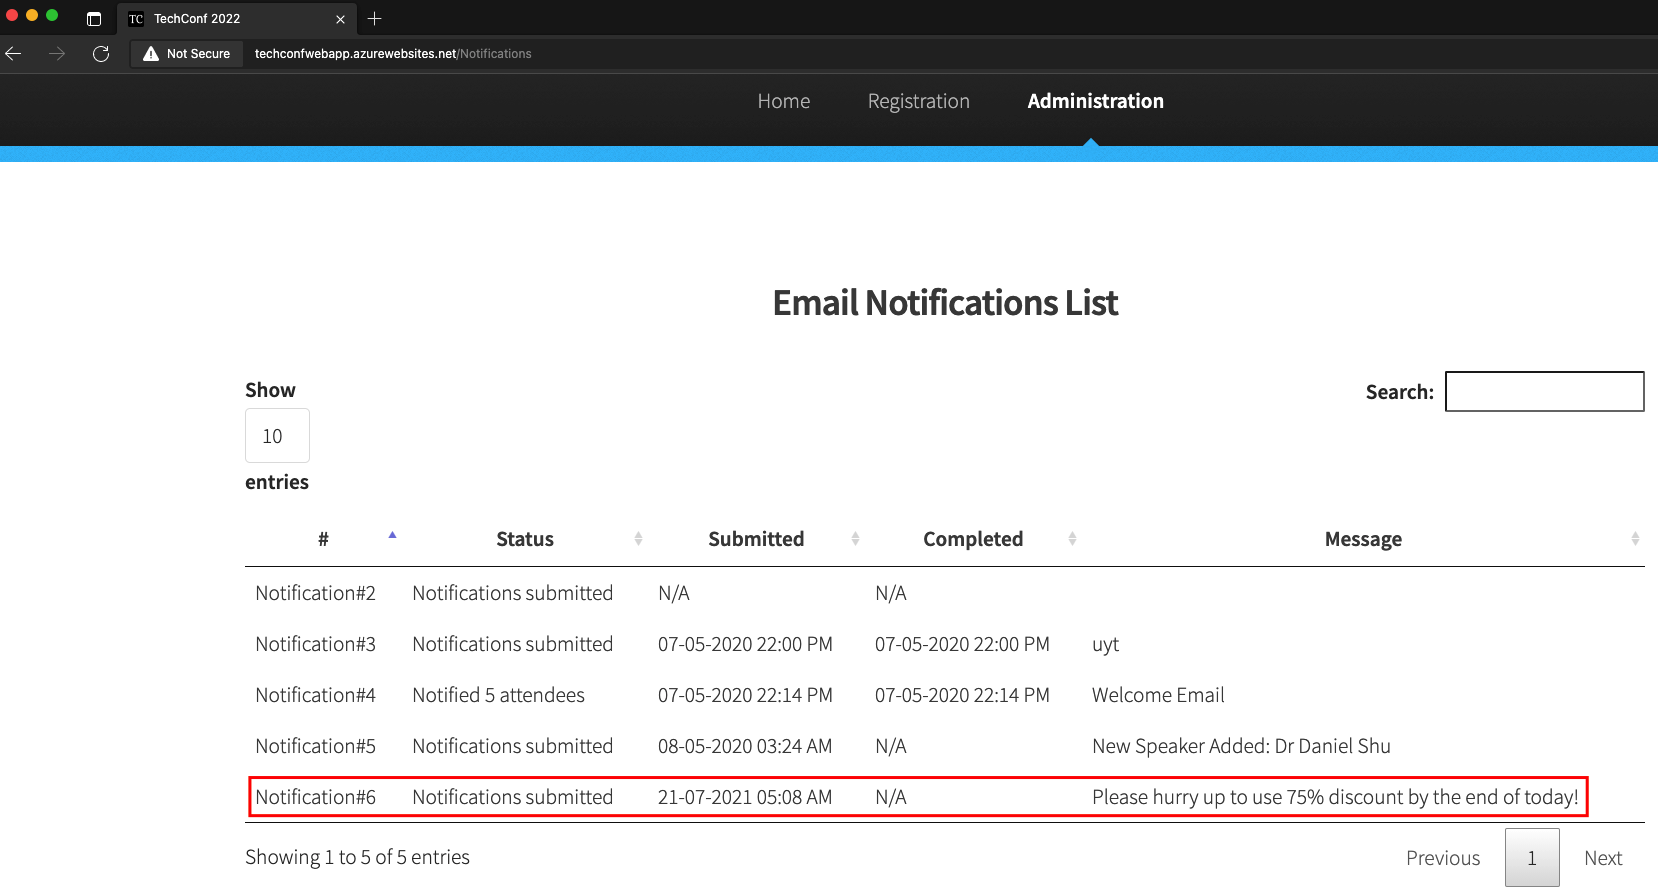 TC TechConf 2022
Not Secure techconfwebapp.azurewebsites.net/Notifications
Home Registration Administration
Email Notifications List
Show
10
entries
Search:
# Status Submitted Completed Message
Notification#2 Notifications submitted N/A N/A
Notification#3 Notifications submitted 07-05-2020 22:00 PM 07-05-2020 22:00 PM uyt
Notification#4 Notified 5 attendees 07-05-2020 22:14 PM 07-05-2020 22:14 PM Welcome Email
Notification#5 Notifications submitted 08-05-2020 03:24 AM N/A New Speaker Added: Dr Daniel Shu
Notification#6 Notifications submitted 21-07-2021 05:08 AM N/A Please hurry up to use 75% discount by the end of today!
Showing 1 to 5 of 5 entries
Previous 1 Next